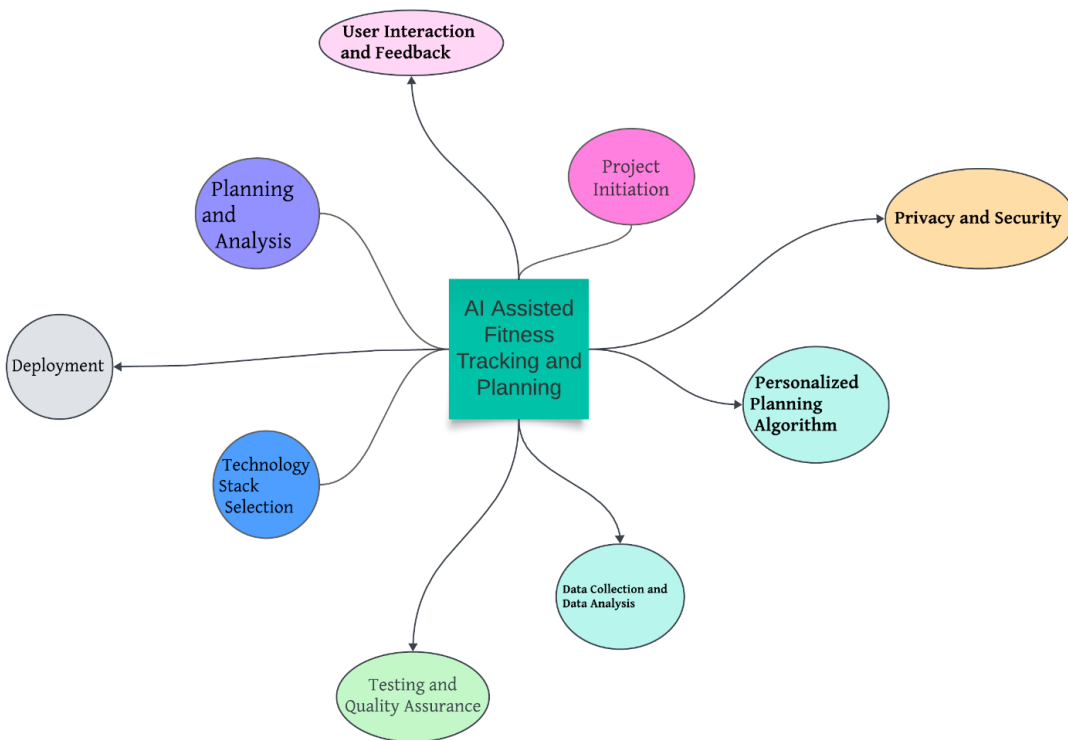 User Interaction
and Feedback
Project
Initiation
Planning
and
Analysis
Privacy and Security
AI Assisted
Fitness
Tracking and
Planning
Deployment
Personalized
Planning
Algorithm
Technology
Stack
Selection
Data Collection and
Data Analysis
Testing and
Quality Assurance